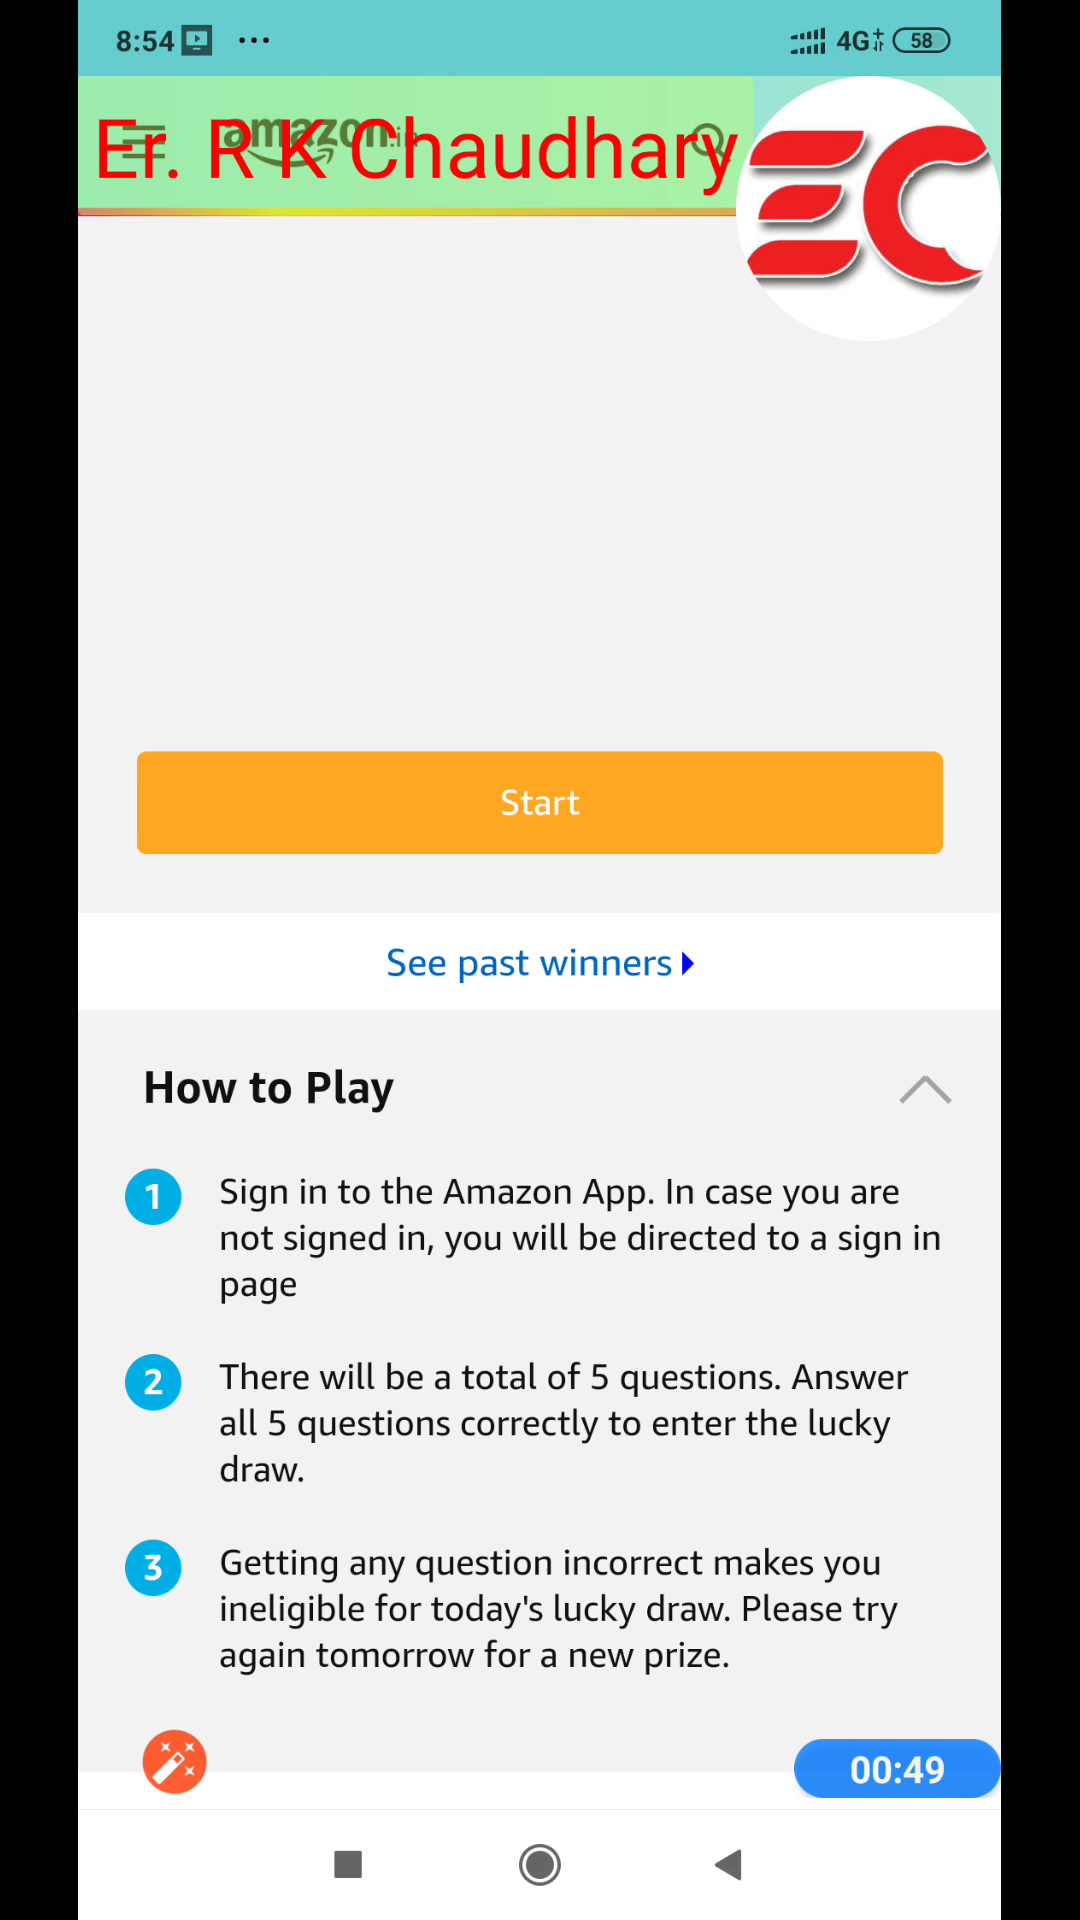 8:54 ... 4G+ 58
amazon.in
Er. R K Chaudhary
EC
Start
See past winners
How to Play
1 Sign in to the Amazon App. In case you are
not signed in, you will be directed to a sign in
page
2 There will be a total of 5 questions. Answer
all 5 questions correctly to enter the lucky
draw.
3 Getting any question incorrect makes you
ineligible for today's lucky draw. Please try
again tomorrow for a new prize.
00:49